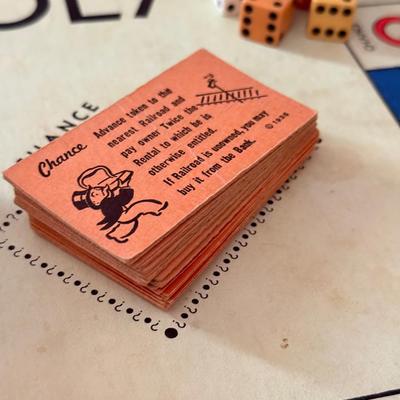 Chance
Advance token to the
nearest Railroad and
pay owner Twice the
Rental to which he is
otherwise entitled.
If Railroad is unowned, you may
buy it from the Bank.
© 1936
CHANCE